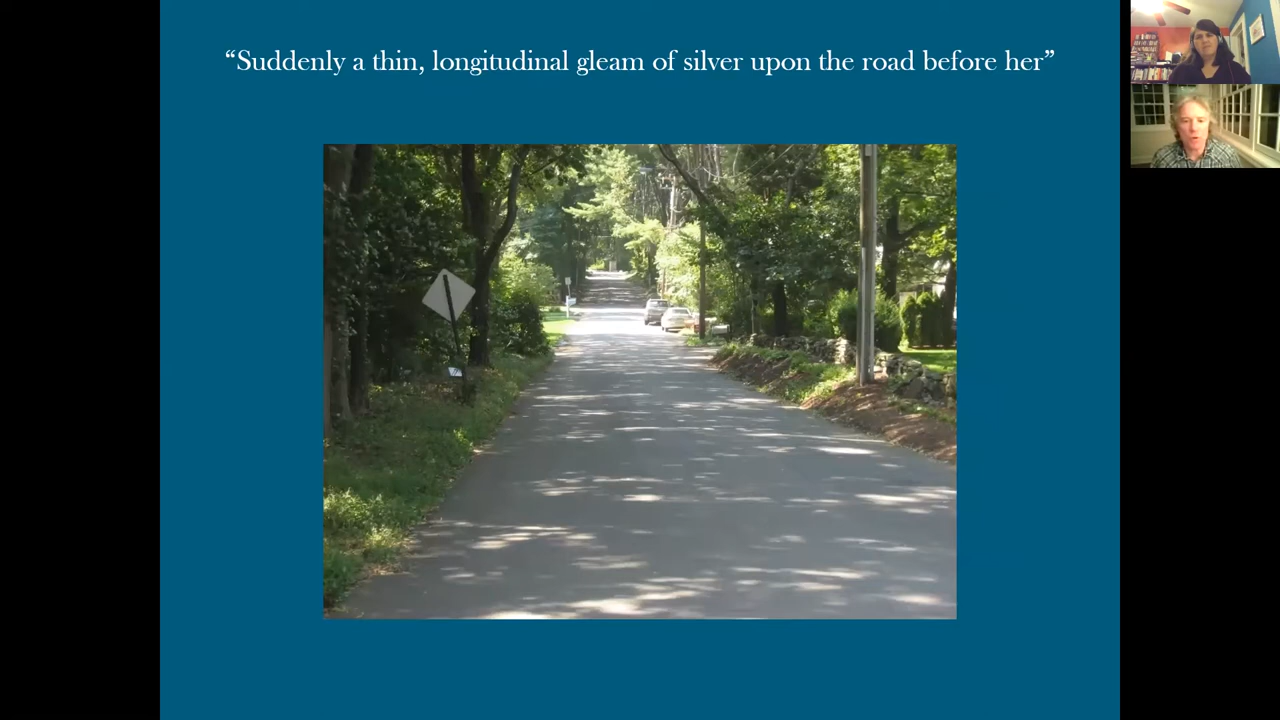 “Suddenly a thin, longitudinal gleam of silver upon the road before her”